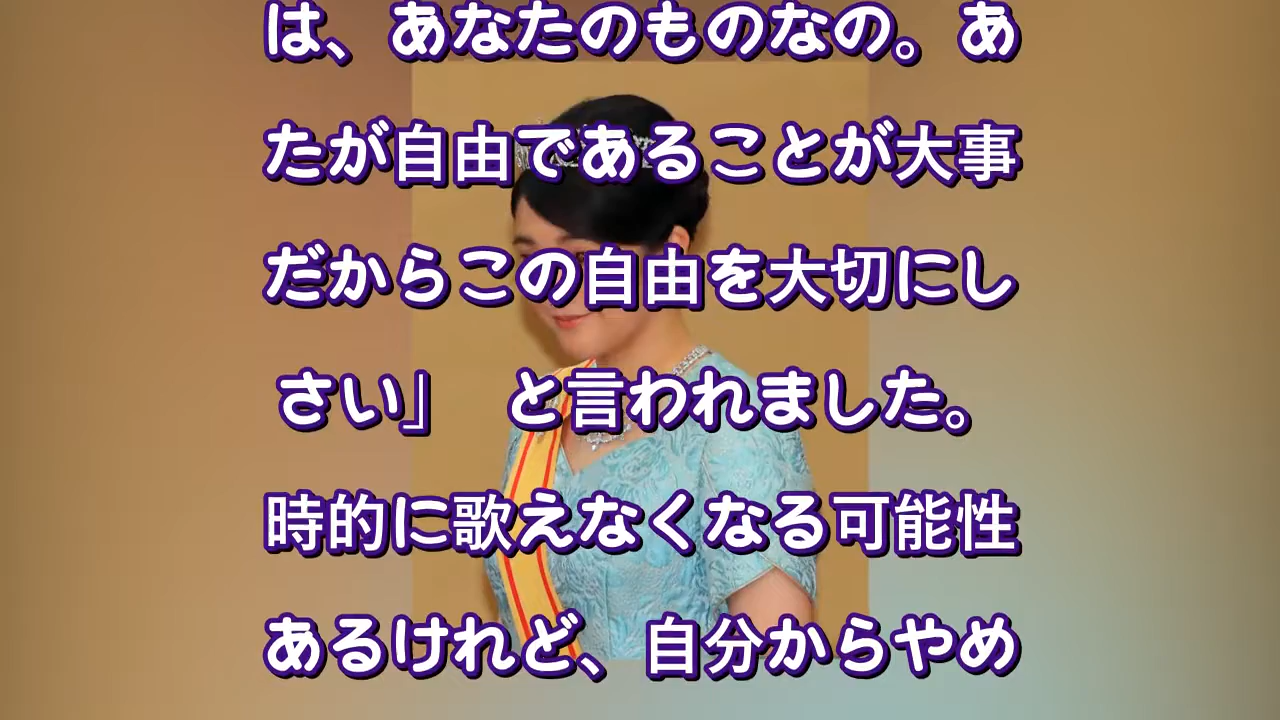 は、あなたのものなの。あ
たが自由であることが大事
だからこの自由を大切にし
さい」　と言われました。
時的に歌えなくなる可能性
あるけれど、自分からやめ